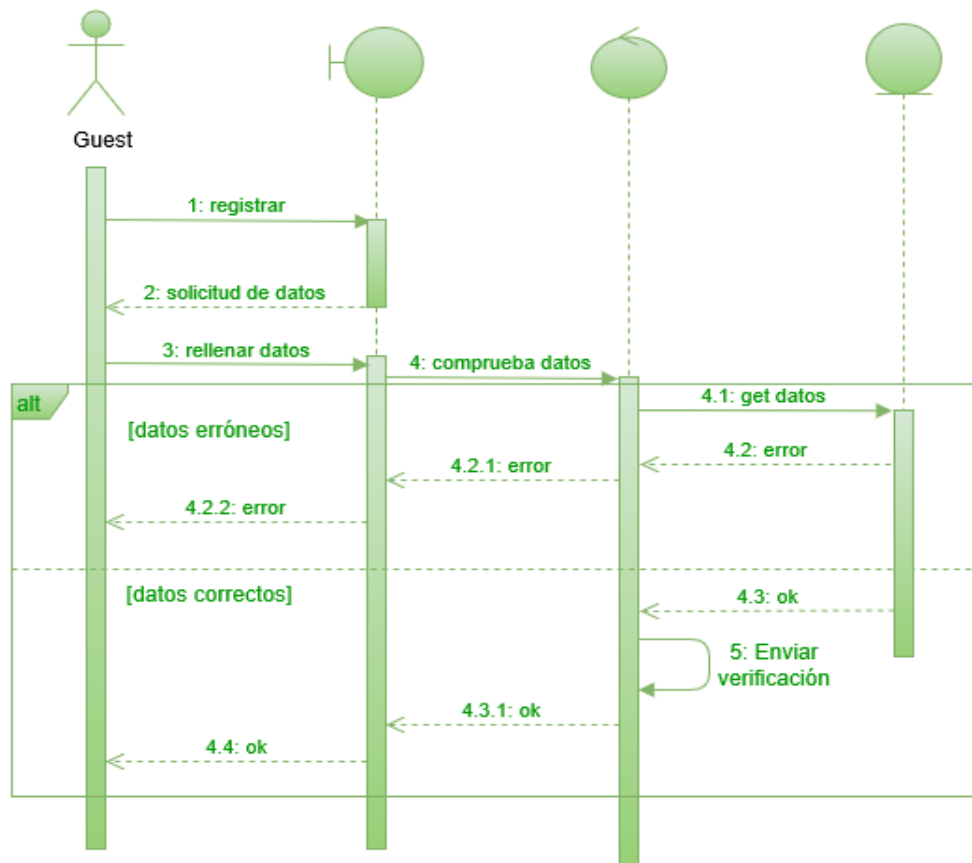 Guest
1: registrar
2: solicitud de datos
3: rellenar datos
4: comprueba datos
alt
4.1: get datos
[datos erróneos]
4.2: error
4.2.1: error
4.2.2: error
[datos correctos]
4.3: ok
5: Enviar
verificación
4.3.1: ok
4.4: ok